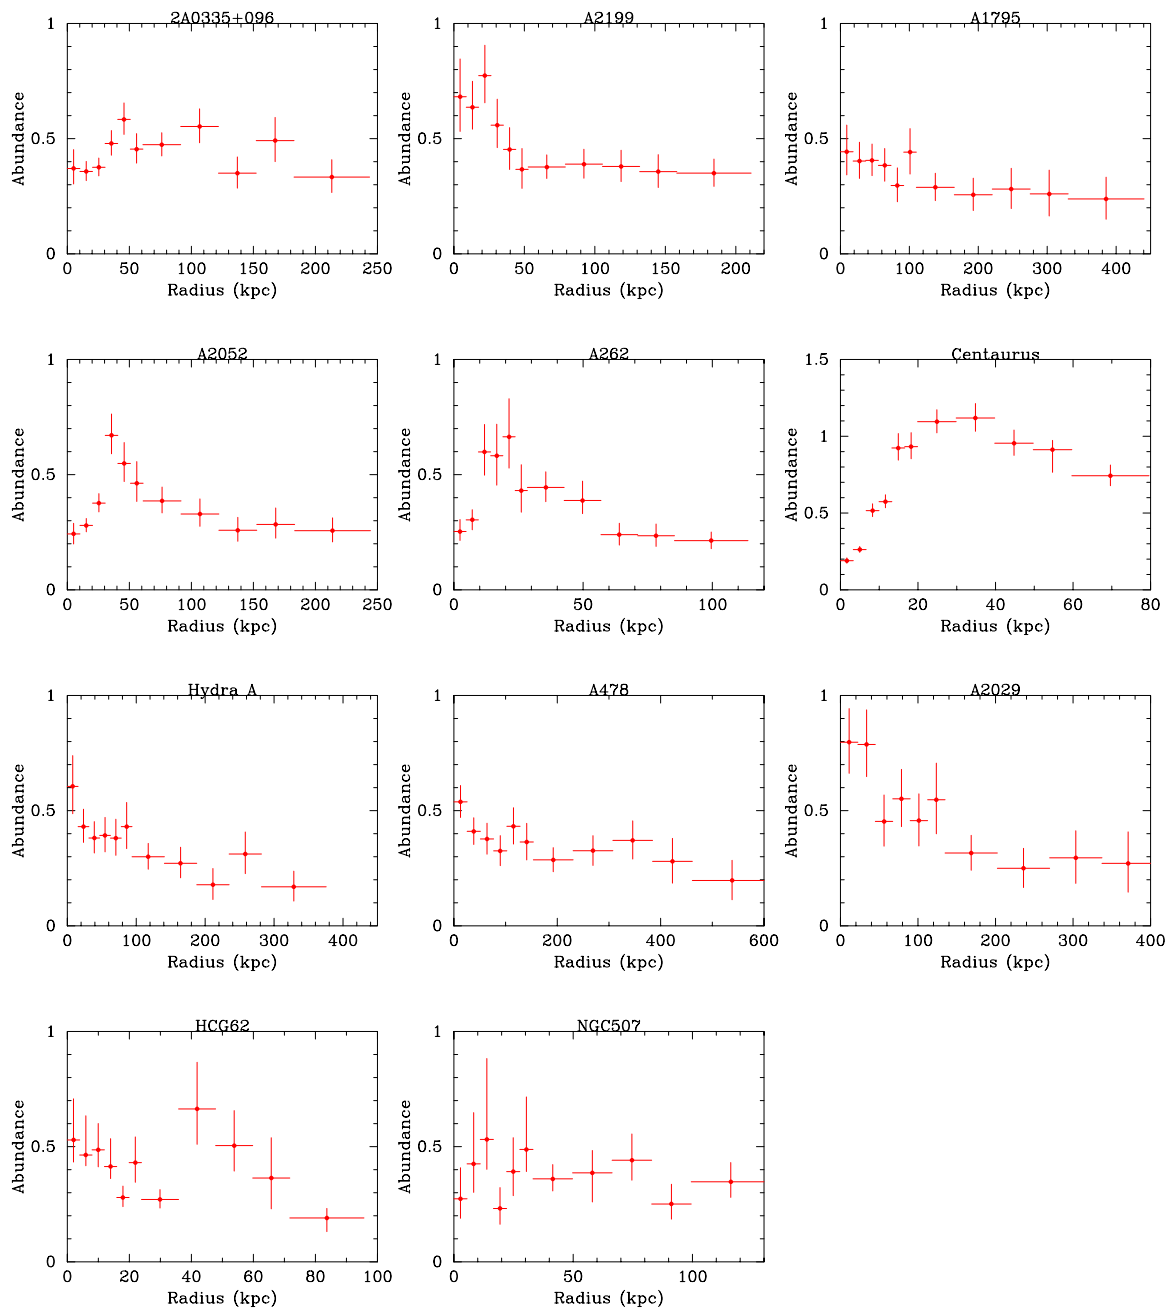 2A0335+096
Abundance
1
0.5
0
0 50 100 150 200 250
Radius (kpc)
A2199
Abundance
1
0.5
0
0 50 100 150 200
Radius (kpc)
A1795
Abundance
1
0.5
0
0 100 200 300 400
Radius (kpc)
A2052
Abundance
1
0.5
0
0 50 100 150 200 250
Radius (kpc)
A262
Abundance
1
0.5
0
0 50 100
Radius (kpc)
Centaurus
Abundance
1.5
1
0.5
0
0 20 40 60 80
Radius (kpc)
Hydra A
Abundance
1
0.5
0
0 100 200 300 400
Radius (kpc)
A478
Abundance
1
0.5
0
0 200 400 600
Radius (kpc)
A2029
Abundance
1
0.5
0
0 100 200 300 400
Radius (kpc)
HCG62
Abundance
1
0.5
0
0 20 40 60 80 100
Radius (kpc)
NGC507
Abundance
1
0.5
0
0 50 100
Radius (kpc)